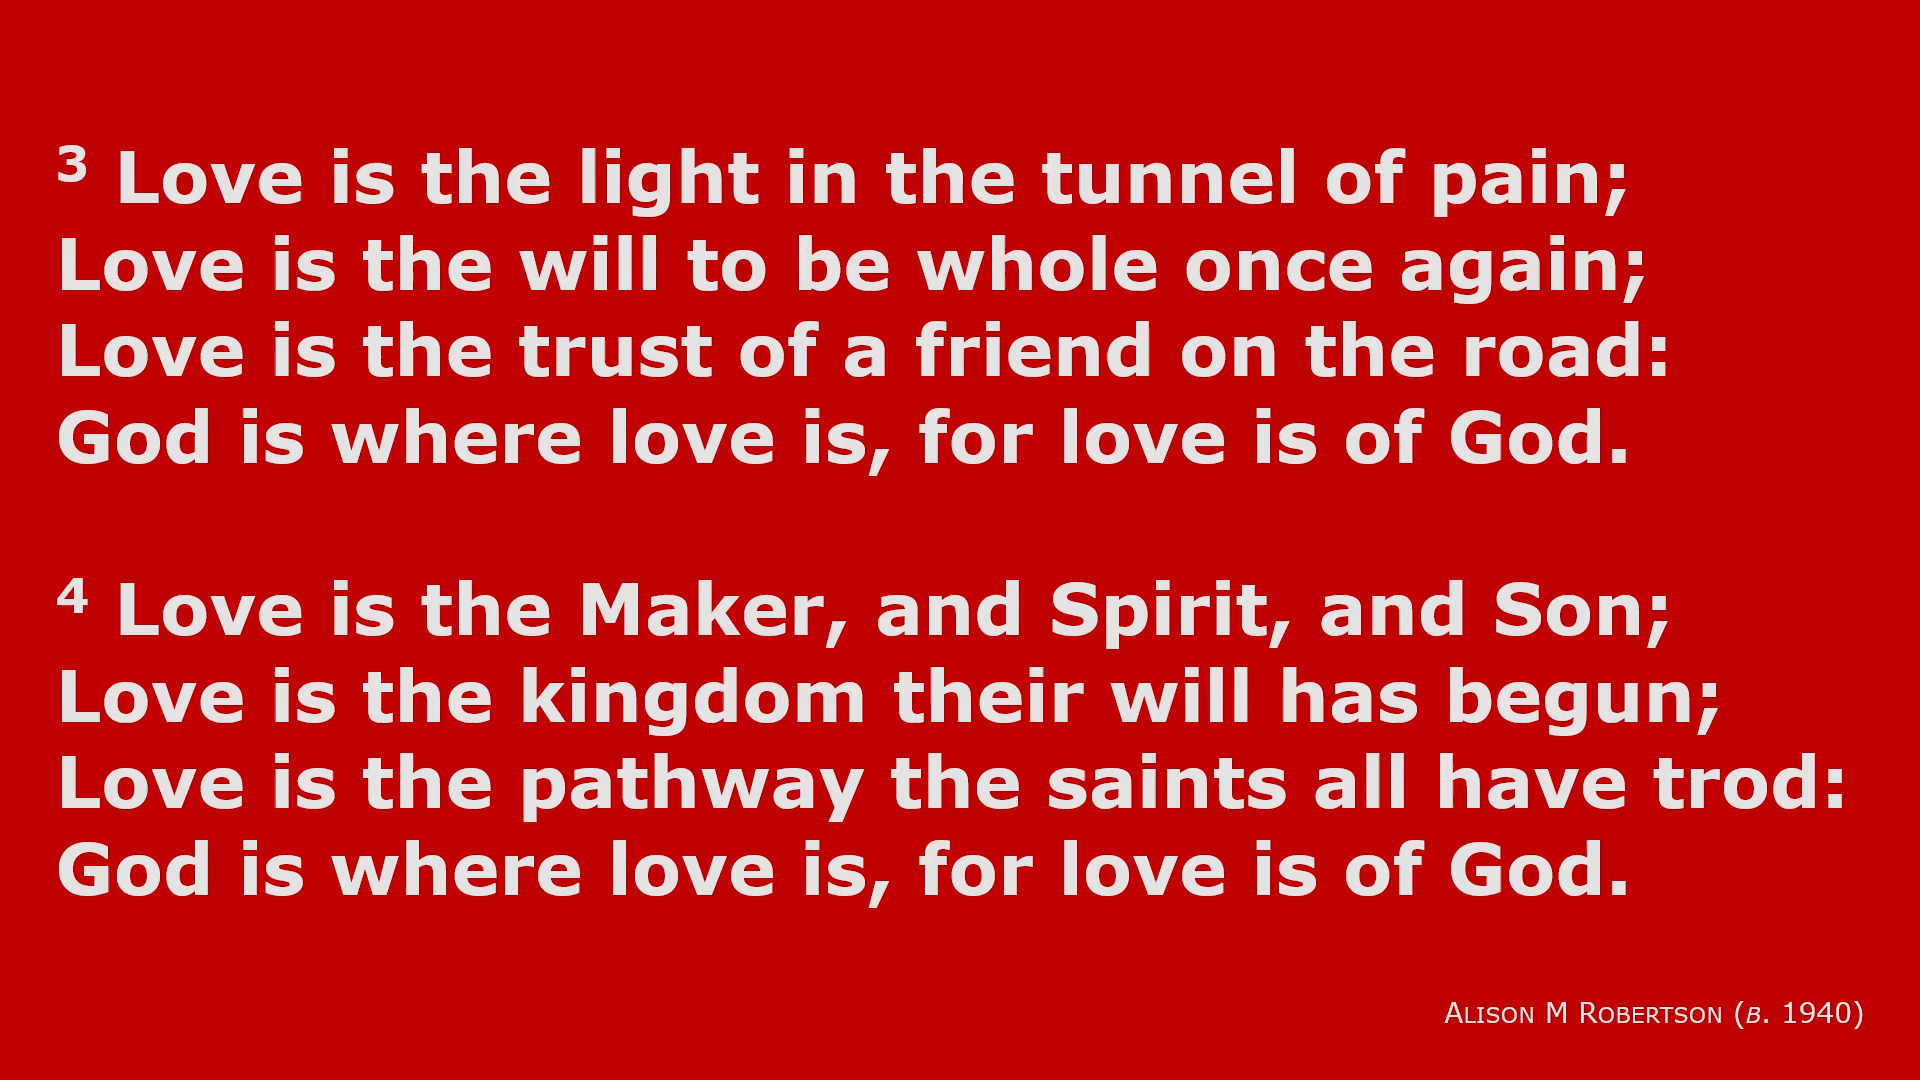 3 Love is the light in the tunnel of pain;
Love is the will to be whole once again;
Love is the trust of a friend on the road:
God is where love is, for love is of God.
4 Love is the Maker, and Spirit, and Son;
Love is the kingdom their will has begun;
Love is the pathway the saints all have trod:
God is where love is, for love is of God.
Alison M Robertson (b. 1940)